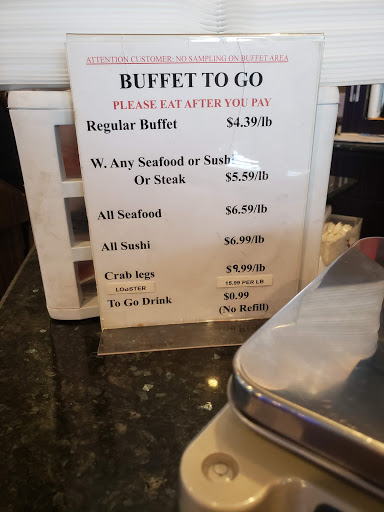 ATTENTION CUSTOMER: NO SAMPLING ON BUFFET AREA
BUFFET TO GO
PLEASE EAT AFTER YOU PAY
Regular Buffet $4.39/lb
W. Any Seafood or Sushi
Or Steak $5.59/lb
All Seafood $6.59/lb
All Sushi $6.99/lb
Crab legs $9.99/lb
LOBSTER 15.99 PER LB
To Go Drink $0.99
(No Refill)